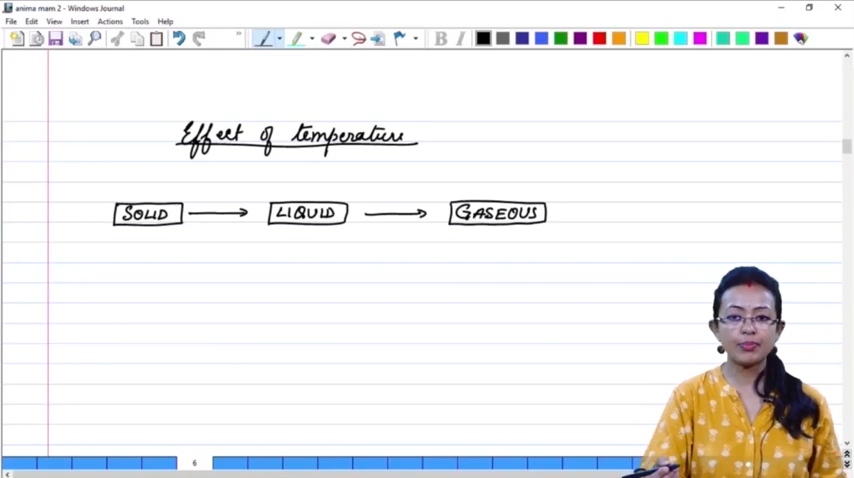 anima mam 2 - Windows Journal
File Edit View Insert Actions Tools Help
B I
Effect of temperature
SOLID → LIQUID → GASEOUS
6